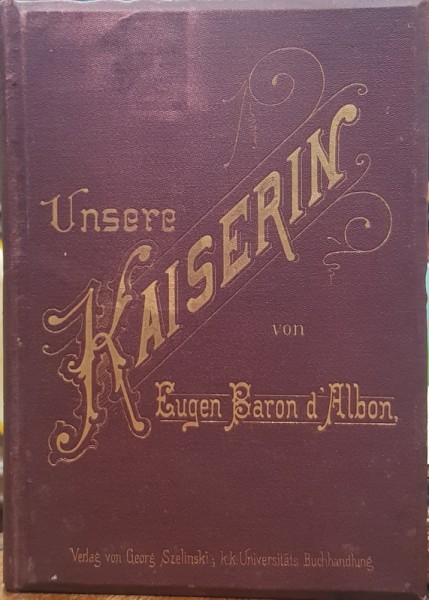 Unsere
KAISERIN
von
Eugen Baron d'Albon,
Verlag von Georg Szelinski; k.k. Universitäts Buchhandlung